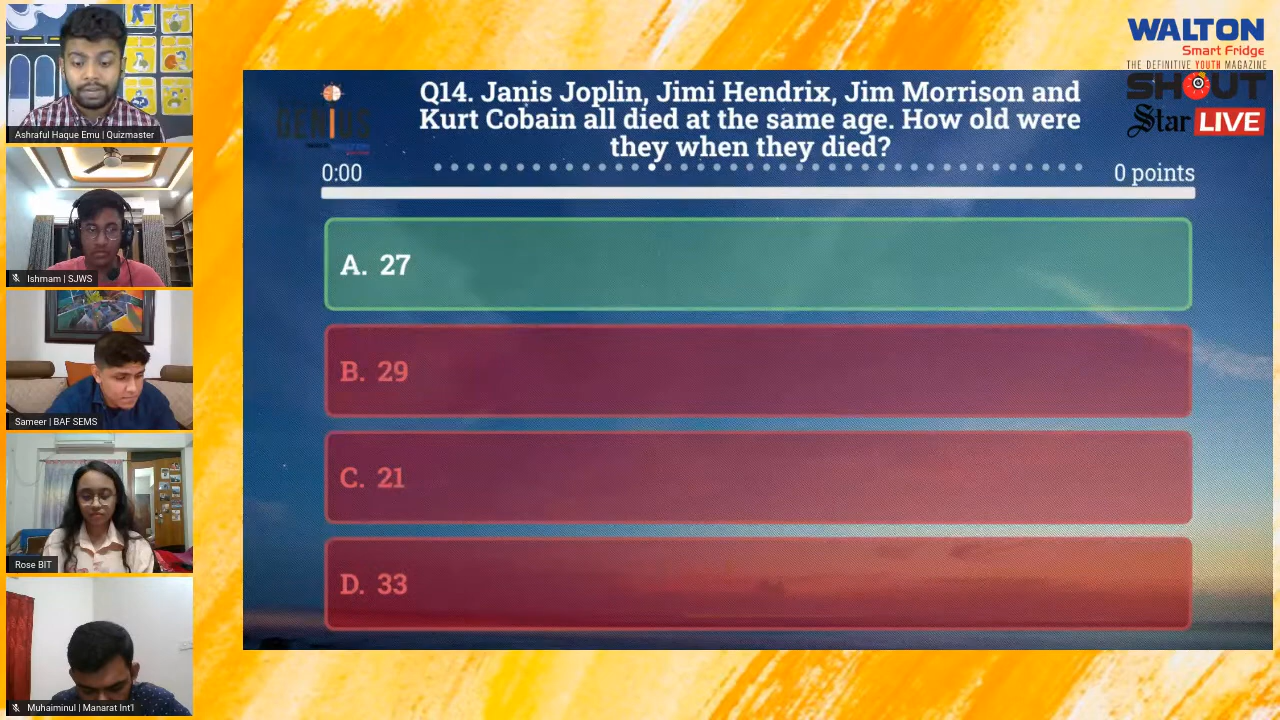 Ashraful Haque Emu | Quizmaster
Ishmam | SJWS
Sameer | BAF SEMS
Rose BIT
Muhaiminul | Manarat Int'l
GENIUS
Q14. Janis Joplin, Jimi Hendrix, Jim Morrison and
Kurt Cobain all died at the same age. How old were
they when they died?
0:00
0 points
A. 27
B. 29
C. 21
D. 33
WALTON
Smart Fridge
THE DEFINITIVE YOUTH MAGAZINE
SHOUT
Star LIVE